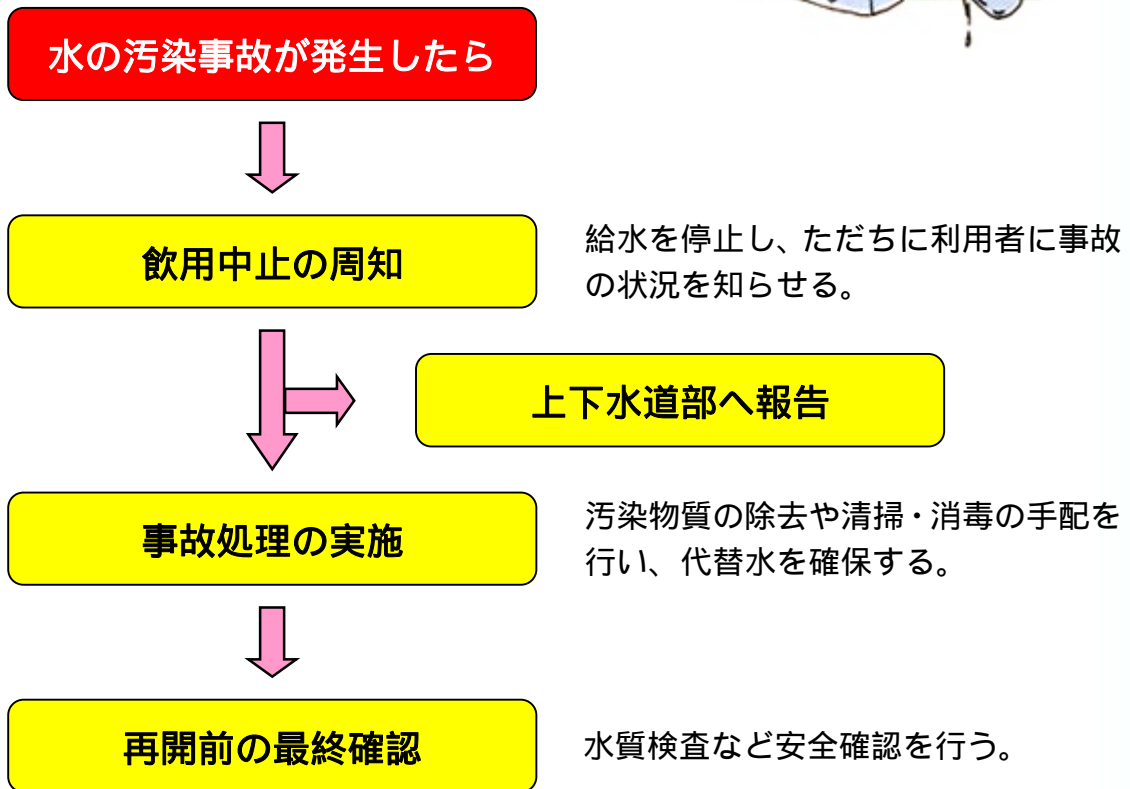 水の汚染事故が発生したら
飲用中止の周知
給水を停止し、ただちに利用者に事故
の状況を知らせる。
上下水道部へ報告
事故処理の実施
汚染物質の除去や清掃・消毒の手配を
行い、代替水を確保する。
再開前の最終確認
水質検査など安全確認を行う。